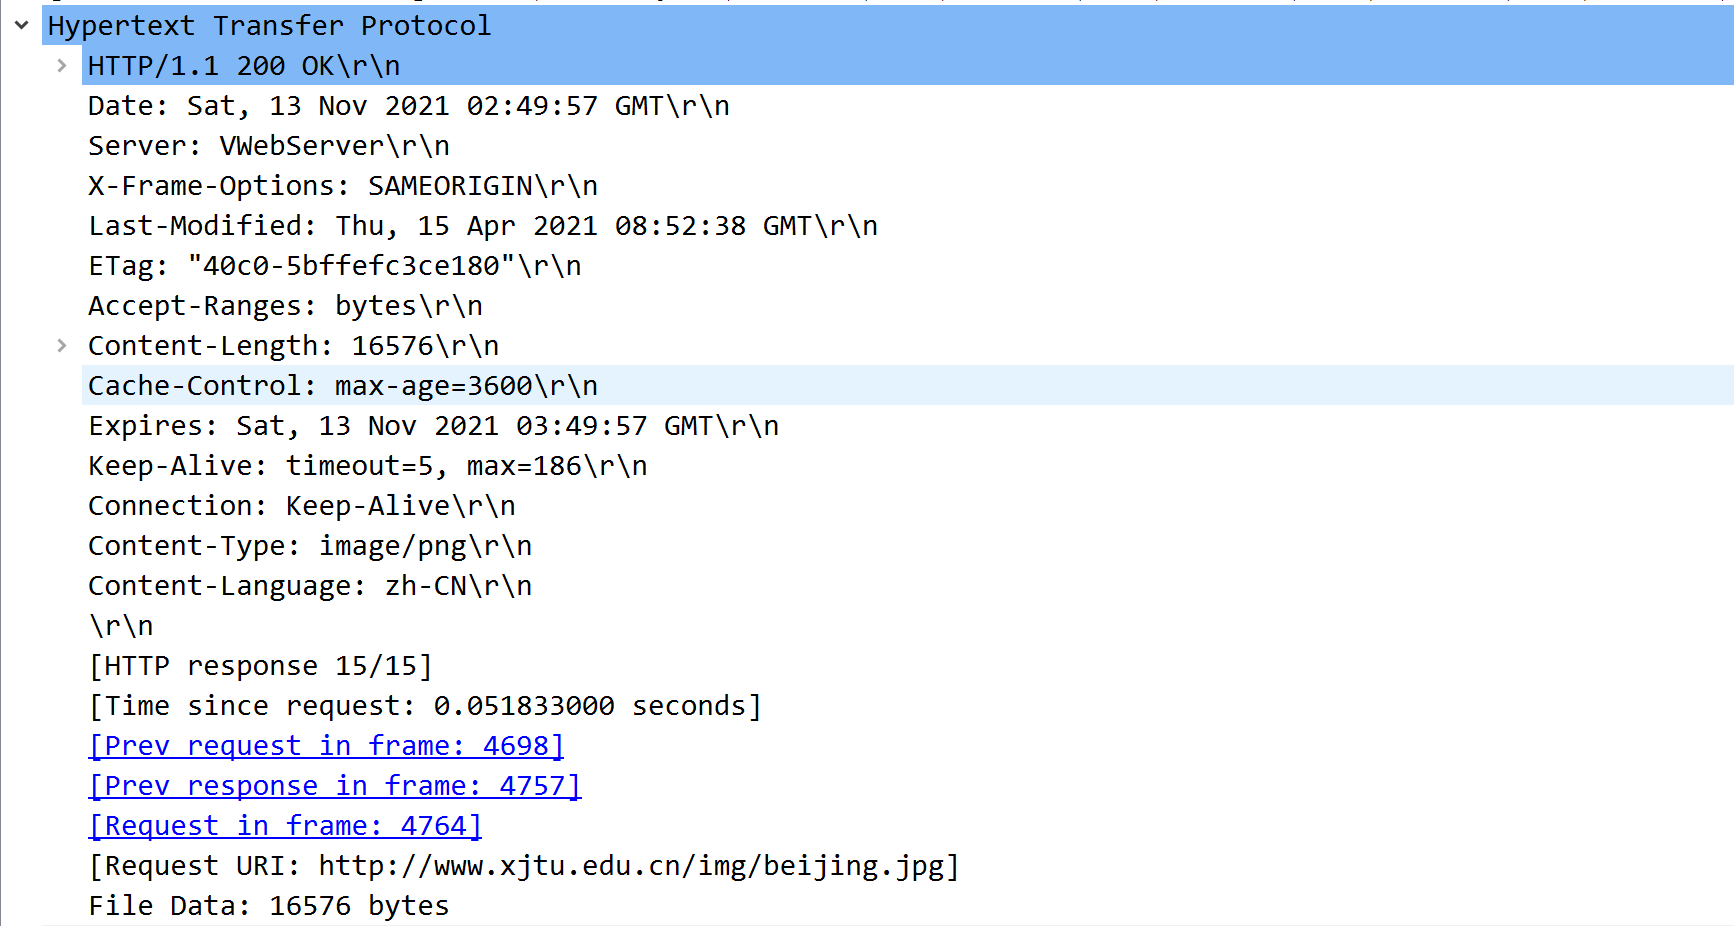 Hypertext Transfer Protocol
HTTP/1.1 200 OK\r\n
Date: Sat, 13 Nov 2021 02:49:57 GMT\r\n
Server: VWebServer\r\n
X-Frame-Options: SAMEORIGIN\r\n
Last-Modified: Thu, 15 Apr 2021 08:52:38 GMT\r\n
ETag: "40c0-5bffefc3ce180"\r\n
Accept-Ranges: bytes\r\n
Content-Length: 16576\r\n
Cache-Control: max-age=3600\r\n
Expires: Sat, 13 Nov 2021 03:49:57 GMT\r\n
Keep-Alive: timeout=5, max=186\r\n
Connection: Keep-Alive\r\n
Content-Type: image/png\r\n
Content-Language: zh-CN\r\n
\r\n
[HTTP response 15/15]
[Time since request: 0.051833000 seconds]
[Prev request in frame: 4698]
[Prev response in frame: 4757]
[Request in frame: 4764]
[Request URI: http://www.xjtu.edu.cn/img/beijing.jpg]
File Data: 16576 bytes